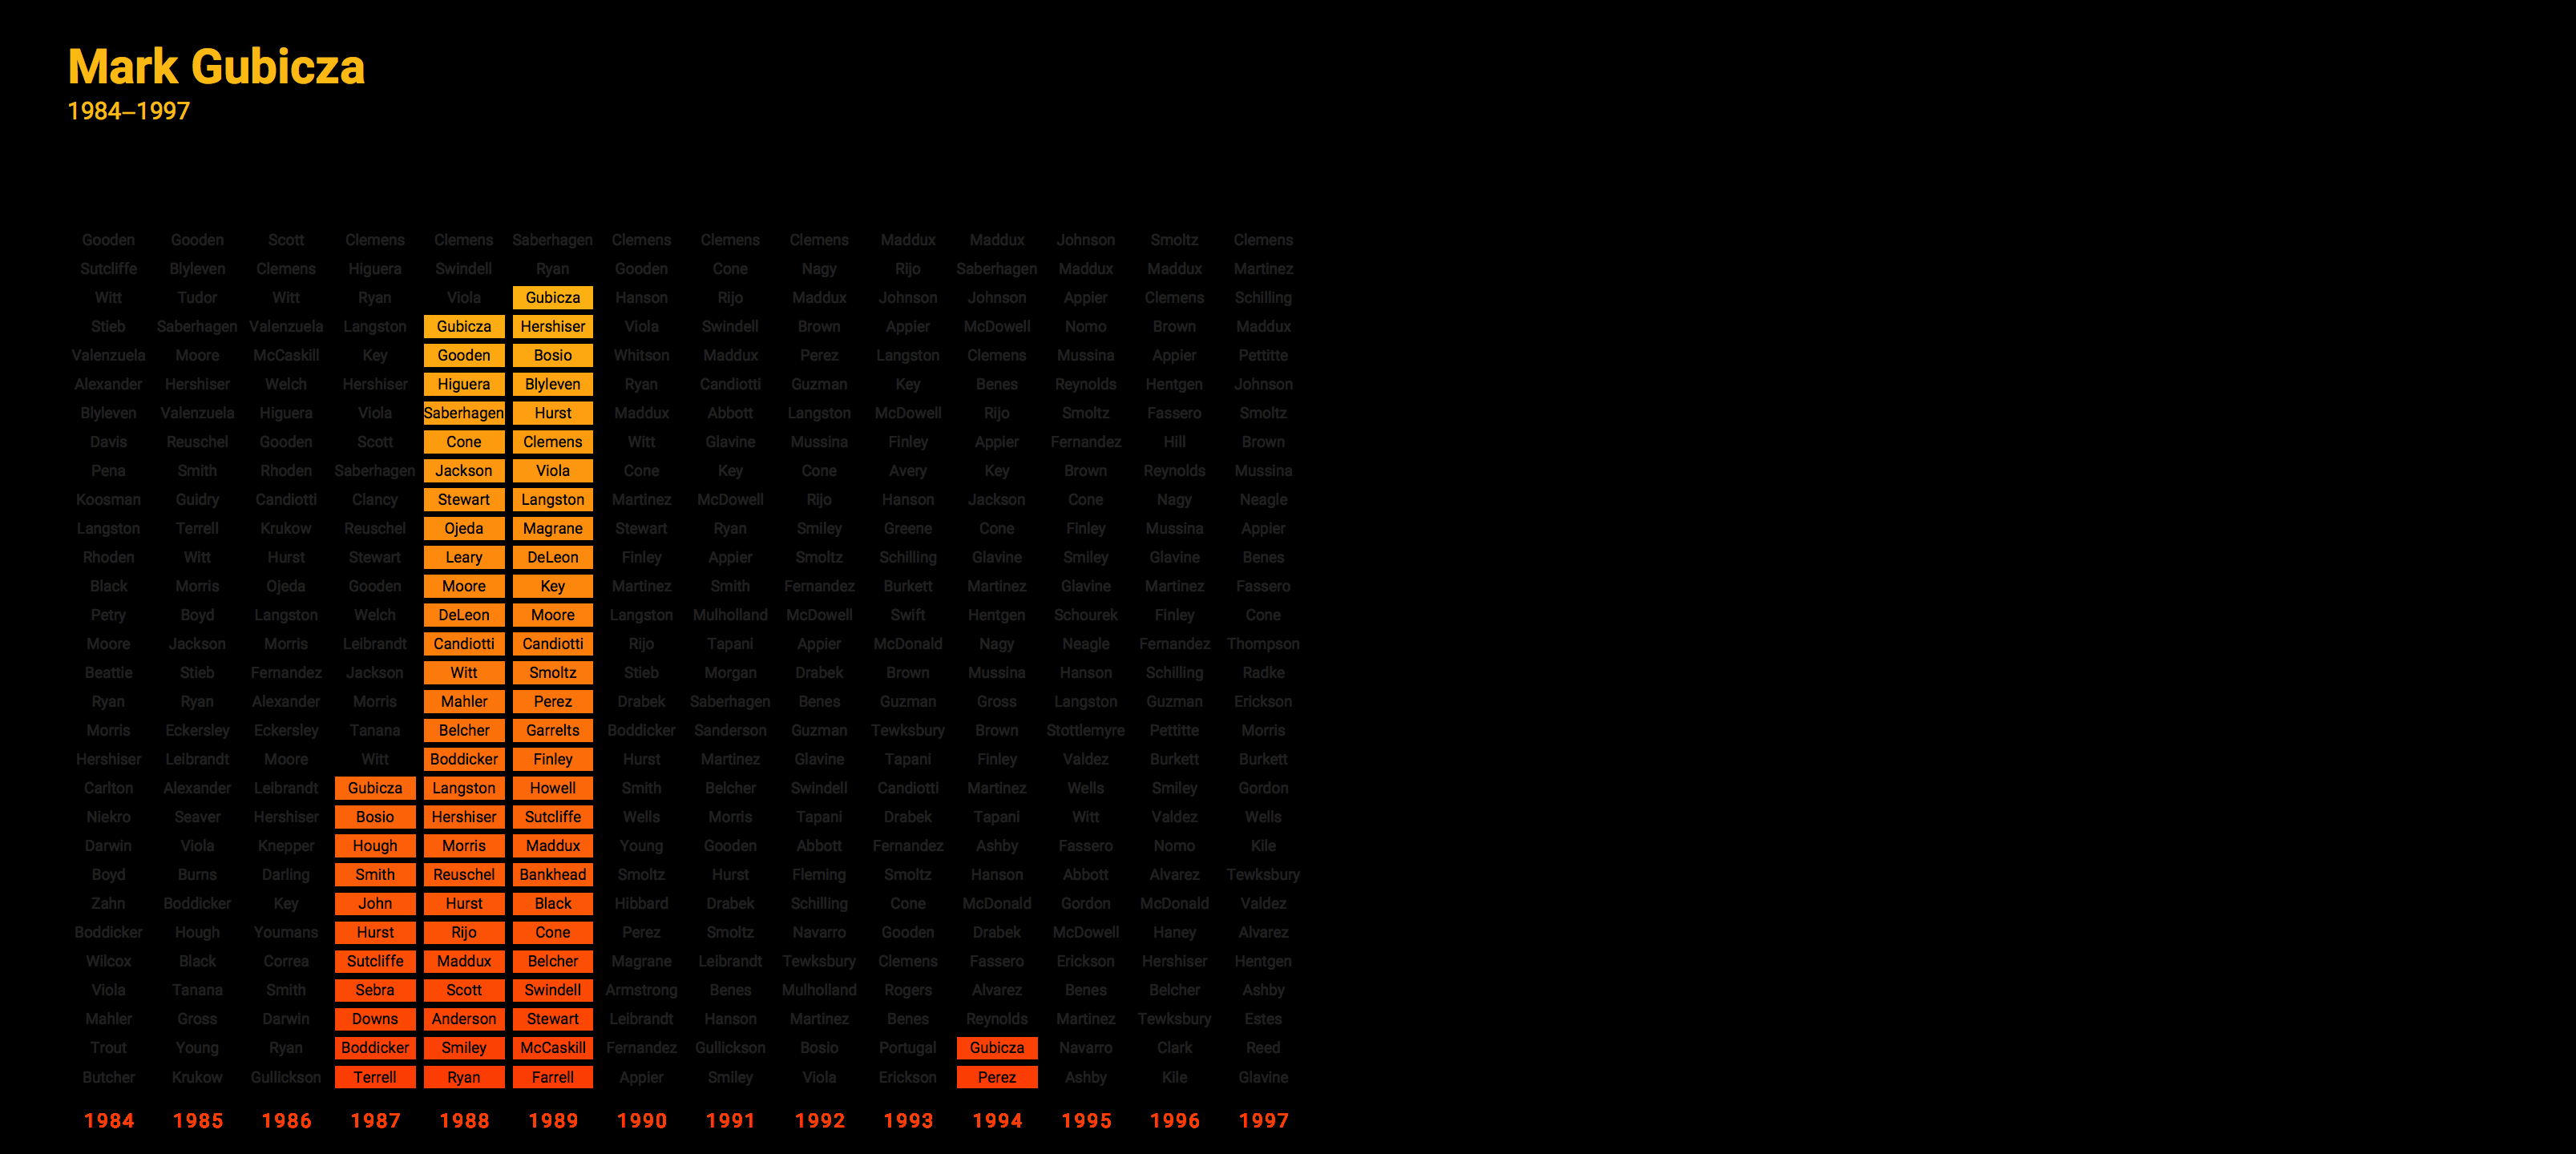 Mark Gubicza
1984–1997
Gooden Gooden Scott Clemens Clemens Saberhagen Clemens Clemens Clemens Maddux Maddux Johnson Smoltz Clemens
Sutcliffe Blyleven Clemens Higuera Swindell Ryan Gooden Cone Nagy Rijo Saberhagen Maddux Maddux Martinez
Witt Tudor Witt Ryan Viola Gubicza Hanson Rijo Maddux Johnson Johnson Appier Clemens Schilling
Stieb Saberhagen Valenzuela Langston Gubicza Hershiser Viola Swindell Brown Appier McDowell Nomo Brown Maddux
Valenzuela Moore McCaskill Key Gooden Bosio Whitson Maddux Perez Langston Clemens Mussina Appier Pettitte
Alexander Hershiser Welch Hershiser Higuera Blyleven Ryan Candiotti Guzman Key Benes Reynolds Hentgen Johnson
Blyleven Valenzuela Higuera Viola Saberhagen Hurst Maddux Abbott Langston McDowell Rijo Smoltz Fassero Smoltz
Davis Reuschel Gooden Scott Cone Clemens Witt Glavine Mussina Finley Appier Fernandez Hill Brown
Pena Smith Rhoden Saberhagen Jackson Viola Cone Key Cone Avery Key Brown Reynolds Mussina
Koosman Guidry Candiotti Clancy Stewart Langston Martinez McDowell Rijo Hanson Jackson Cone Nagy Neagle
Langston Terrell Krukow Reuschel Ojeda Magrane Stewart Ryan Smiley Greene Cone Finley Mussina Appier
Rhoden Witt Hurst Stewart Leary DeLeon Finley Appier Smoltz Schilling Glavine Smiley Glavine Benes
Black Morris Ojeda Gooden Moore Key Martinez Smith Fernandez Burkett Martinez Glavine Martinez Fassero
Petry Boyd Langston Welch DeLeon Moore Langston Mulholland McDowell Swift Hentgen Schourek Finley Cone
Moore Jackson Morris Leibrandt Candiotti Candiotti Rijo Tapani Appier McDonald Nagy Neagle Fernandez Thompson
Beattie Stieb Fernandez Jackson Witt Smoltz Stieb Morgan Drabek Brown Mussina Hanson Schilling Radke
Ryan Ryan Alexander Morris Mahler Perez Drabek Saberhagen Benes Guzman Gross Langston Guzman Erickson
Morris Eckersley Eckersley Tanana Belcher Garrelts Boddicker Sanderson Guzman Tewksbury Brown Stottlemyre Pettitte Morris
Hershiser Leibrandt Moore Witt Boddicker Finley Hurst Martinez Glavine Tapani Finley Valdez Burkett Burkett
Carlton Alexander Leibrandt Gubicza Langston Howell Smith Belcher Swindell Candiotti Martinez Wells Smiley Gordon
Niekro Seaver Hershiser Bosio Hershiser Sutcliffe Wells Morris Tapani Drabek Tapani Witt Valdez Wells
Darwin Viola Knepper Hough Morris Maddux Young Gooden Abbott Fernandez Ashby Fassero Nomo Kile
Boyd Burns Darling Smith Reuschel Bankhead Smoltz Hurst Fleming Smoltz Hanson Abbott Alvarez Tewksbury
Zahn Boddicker Key John Hurst Black Hibbard Drabek Schilling Cone McDonald Gordon McDonald Valdez
Boddicker Hough Youmans Hurst Rijo Cone Perez Smoltz Navarro Gooden Drabek McDowell Haney Alvarez
Wilcox Black Correa Sutcliffe Maddux Belcher Magrane Leibrandt Tewksbury Clemens Fassero Erickson Hershiser Hentgen
Viola Tanana Smith Sebra Scott Swindell Armstrong Benes Mulholland Rogers Alvarez Benes Belcher Ashby
Mahler Gross Darwin Downs Anderson Stewart Leibrandt Hanson Martinez Benes Reynolds Martinez Tewksbury Estes
Trout Young Ryan Boddicker Smiley McCaskill Fernandez Gullickson Bosio Portugal Gubicza Navarro Clark Reed
Butcher Krukow Gullickson Terrell Ryan Farrell Appier Smiley Viola Erickson Perez Ashby Kile Glavine
1984 1985 1986 1987 1988 1989 1990 1991 1992 1993 1994 1995 1996 1997